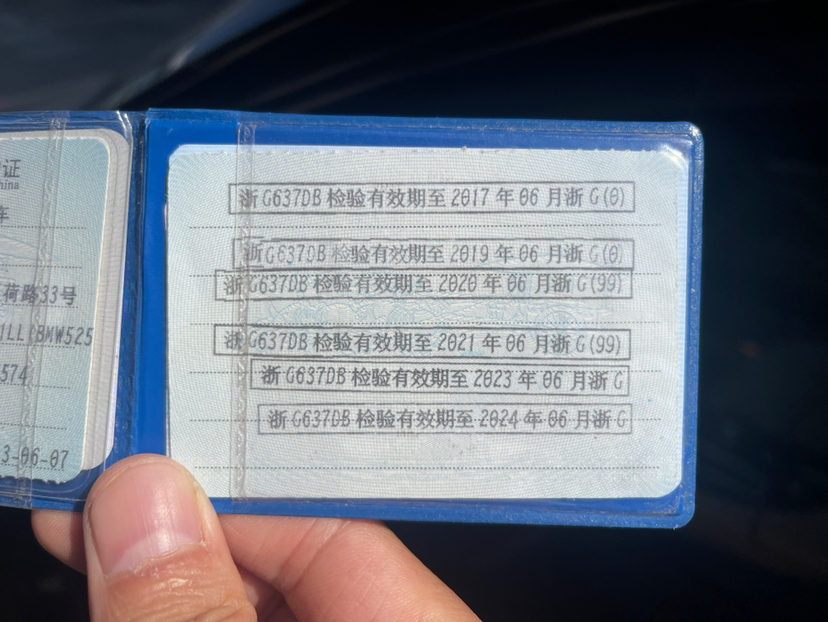 证
China
车
荷路33号
1LL(BMW525
574
3-06-07
浙G637DB检验有效期至2017年06月浙G(0)
浙G637DB检验有效期至2019年06月浙G(0)
浙G637DB检验有效期至2020年06月浙G(99)
浙G637DB检验有效期至2021年06月浙G(99)
浙G637DB检验有效期至2023年06月浙G
浙G637DB检验有效期至2024年06月浙G